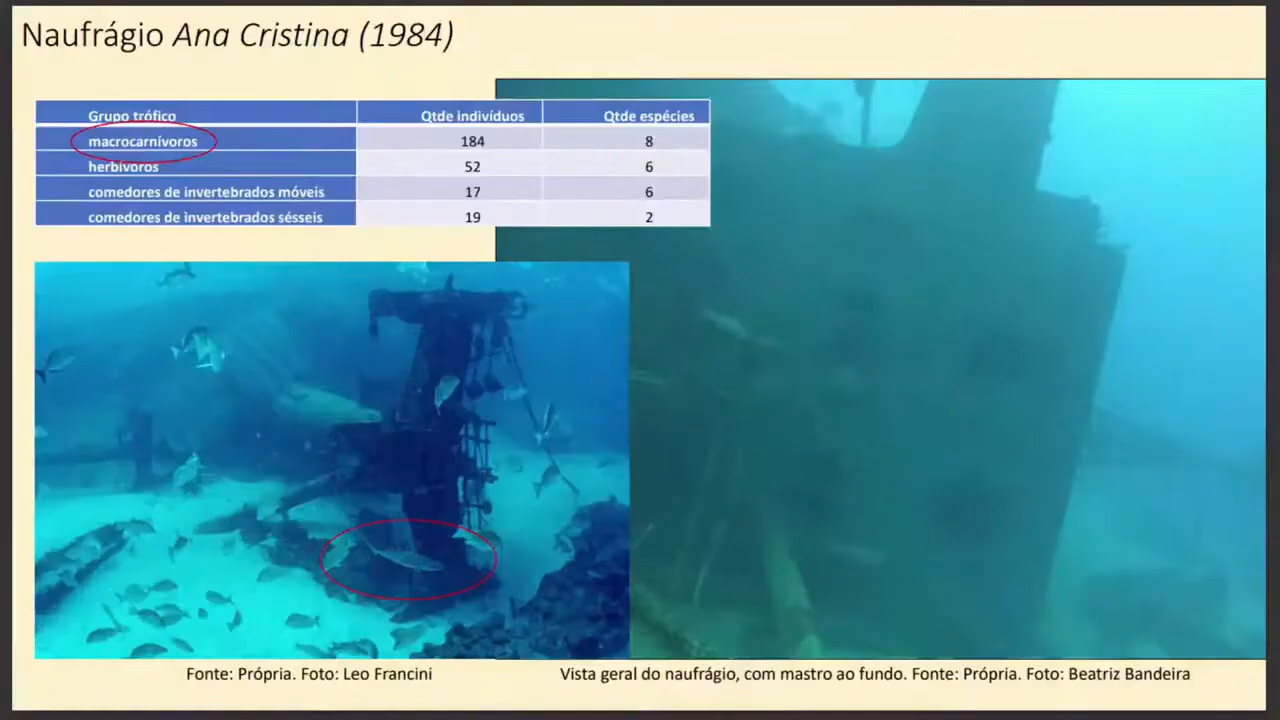 Naufrágio Ana Cristina (1984)
Grupo trófico Qtde indivíduos Qtde espécies
macrocarnívoros 184 8
herbívoros 52 6
comedores de invertebrados móveis 17 6
comedores de invertebrados sésseis 19 2
Fonte: Própria. Foto: Leo Francini
Vista geral do naufrágio, com mastro ao fundo. Fonte: Própria. Foto: Beatriz Bandeira